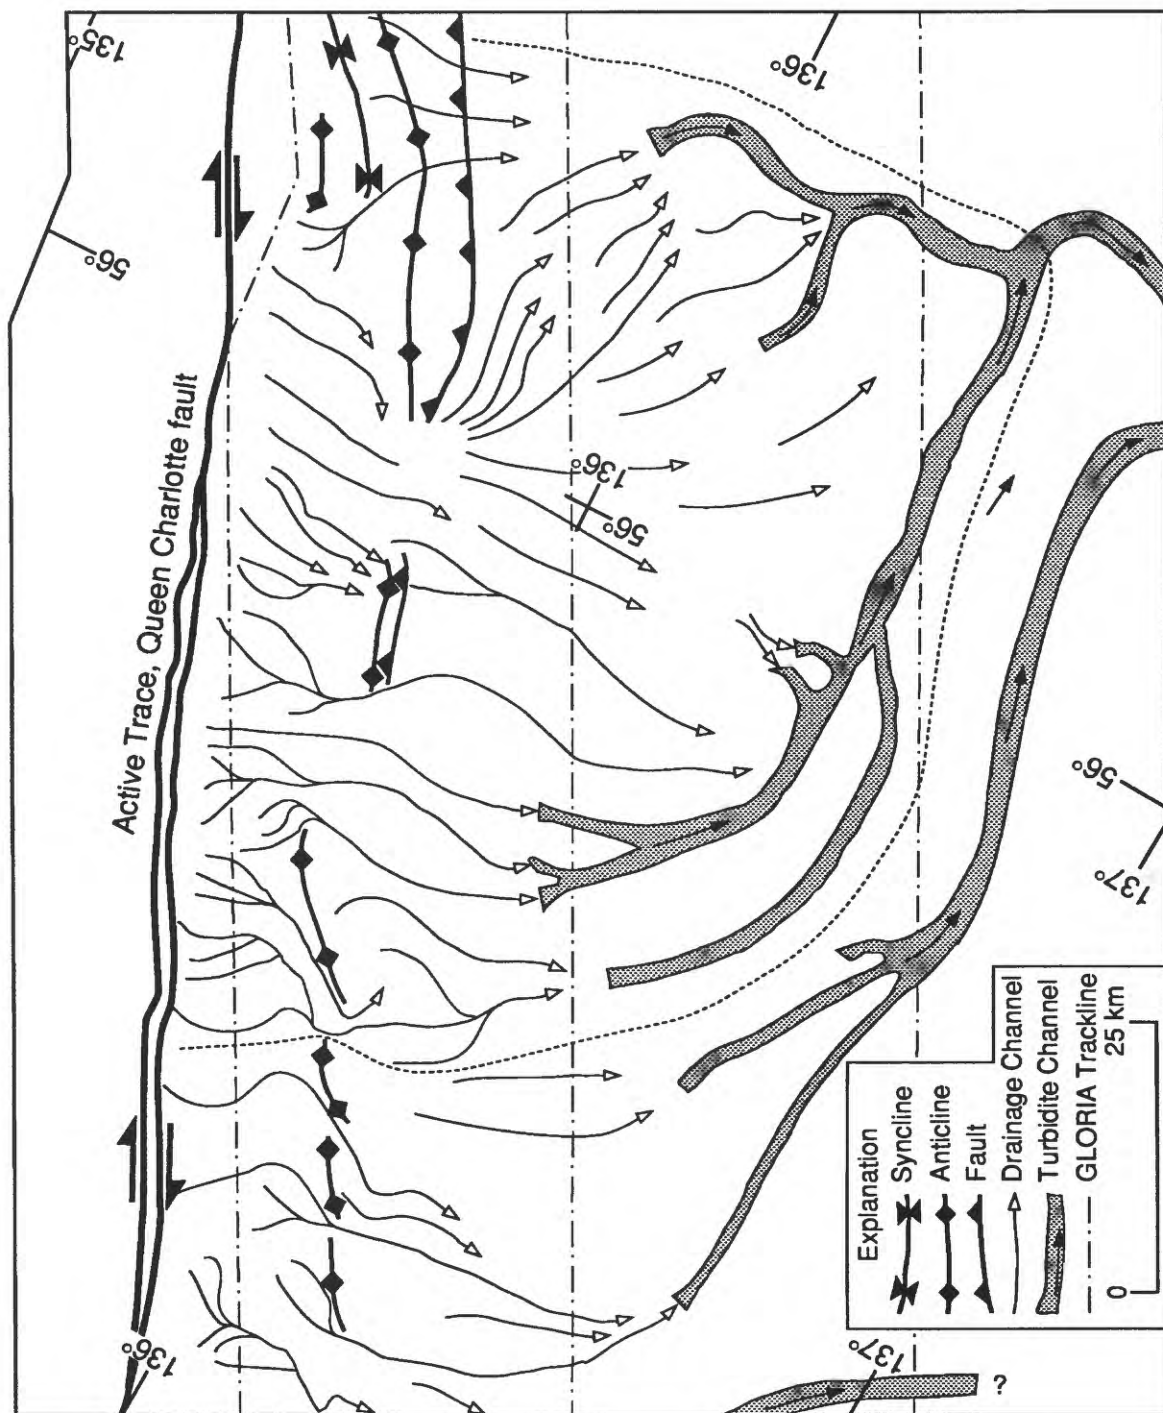 135°
136°
56°
Active Trace, Queen Charlotte fault
136°
56°
56°
137°
136°
137°
?
Explanation
Syncline
Anticline
Fault
Drainage Channel
Turbidite Channel
GLORIA Trackline
0 25 km